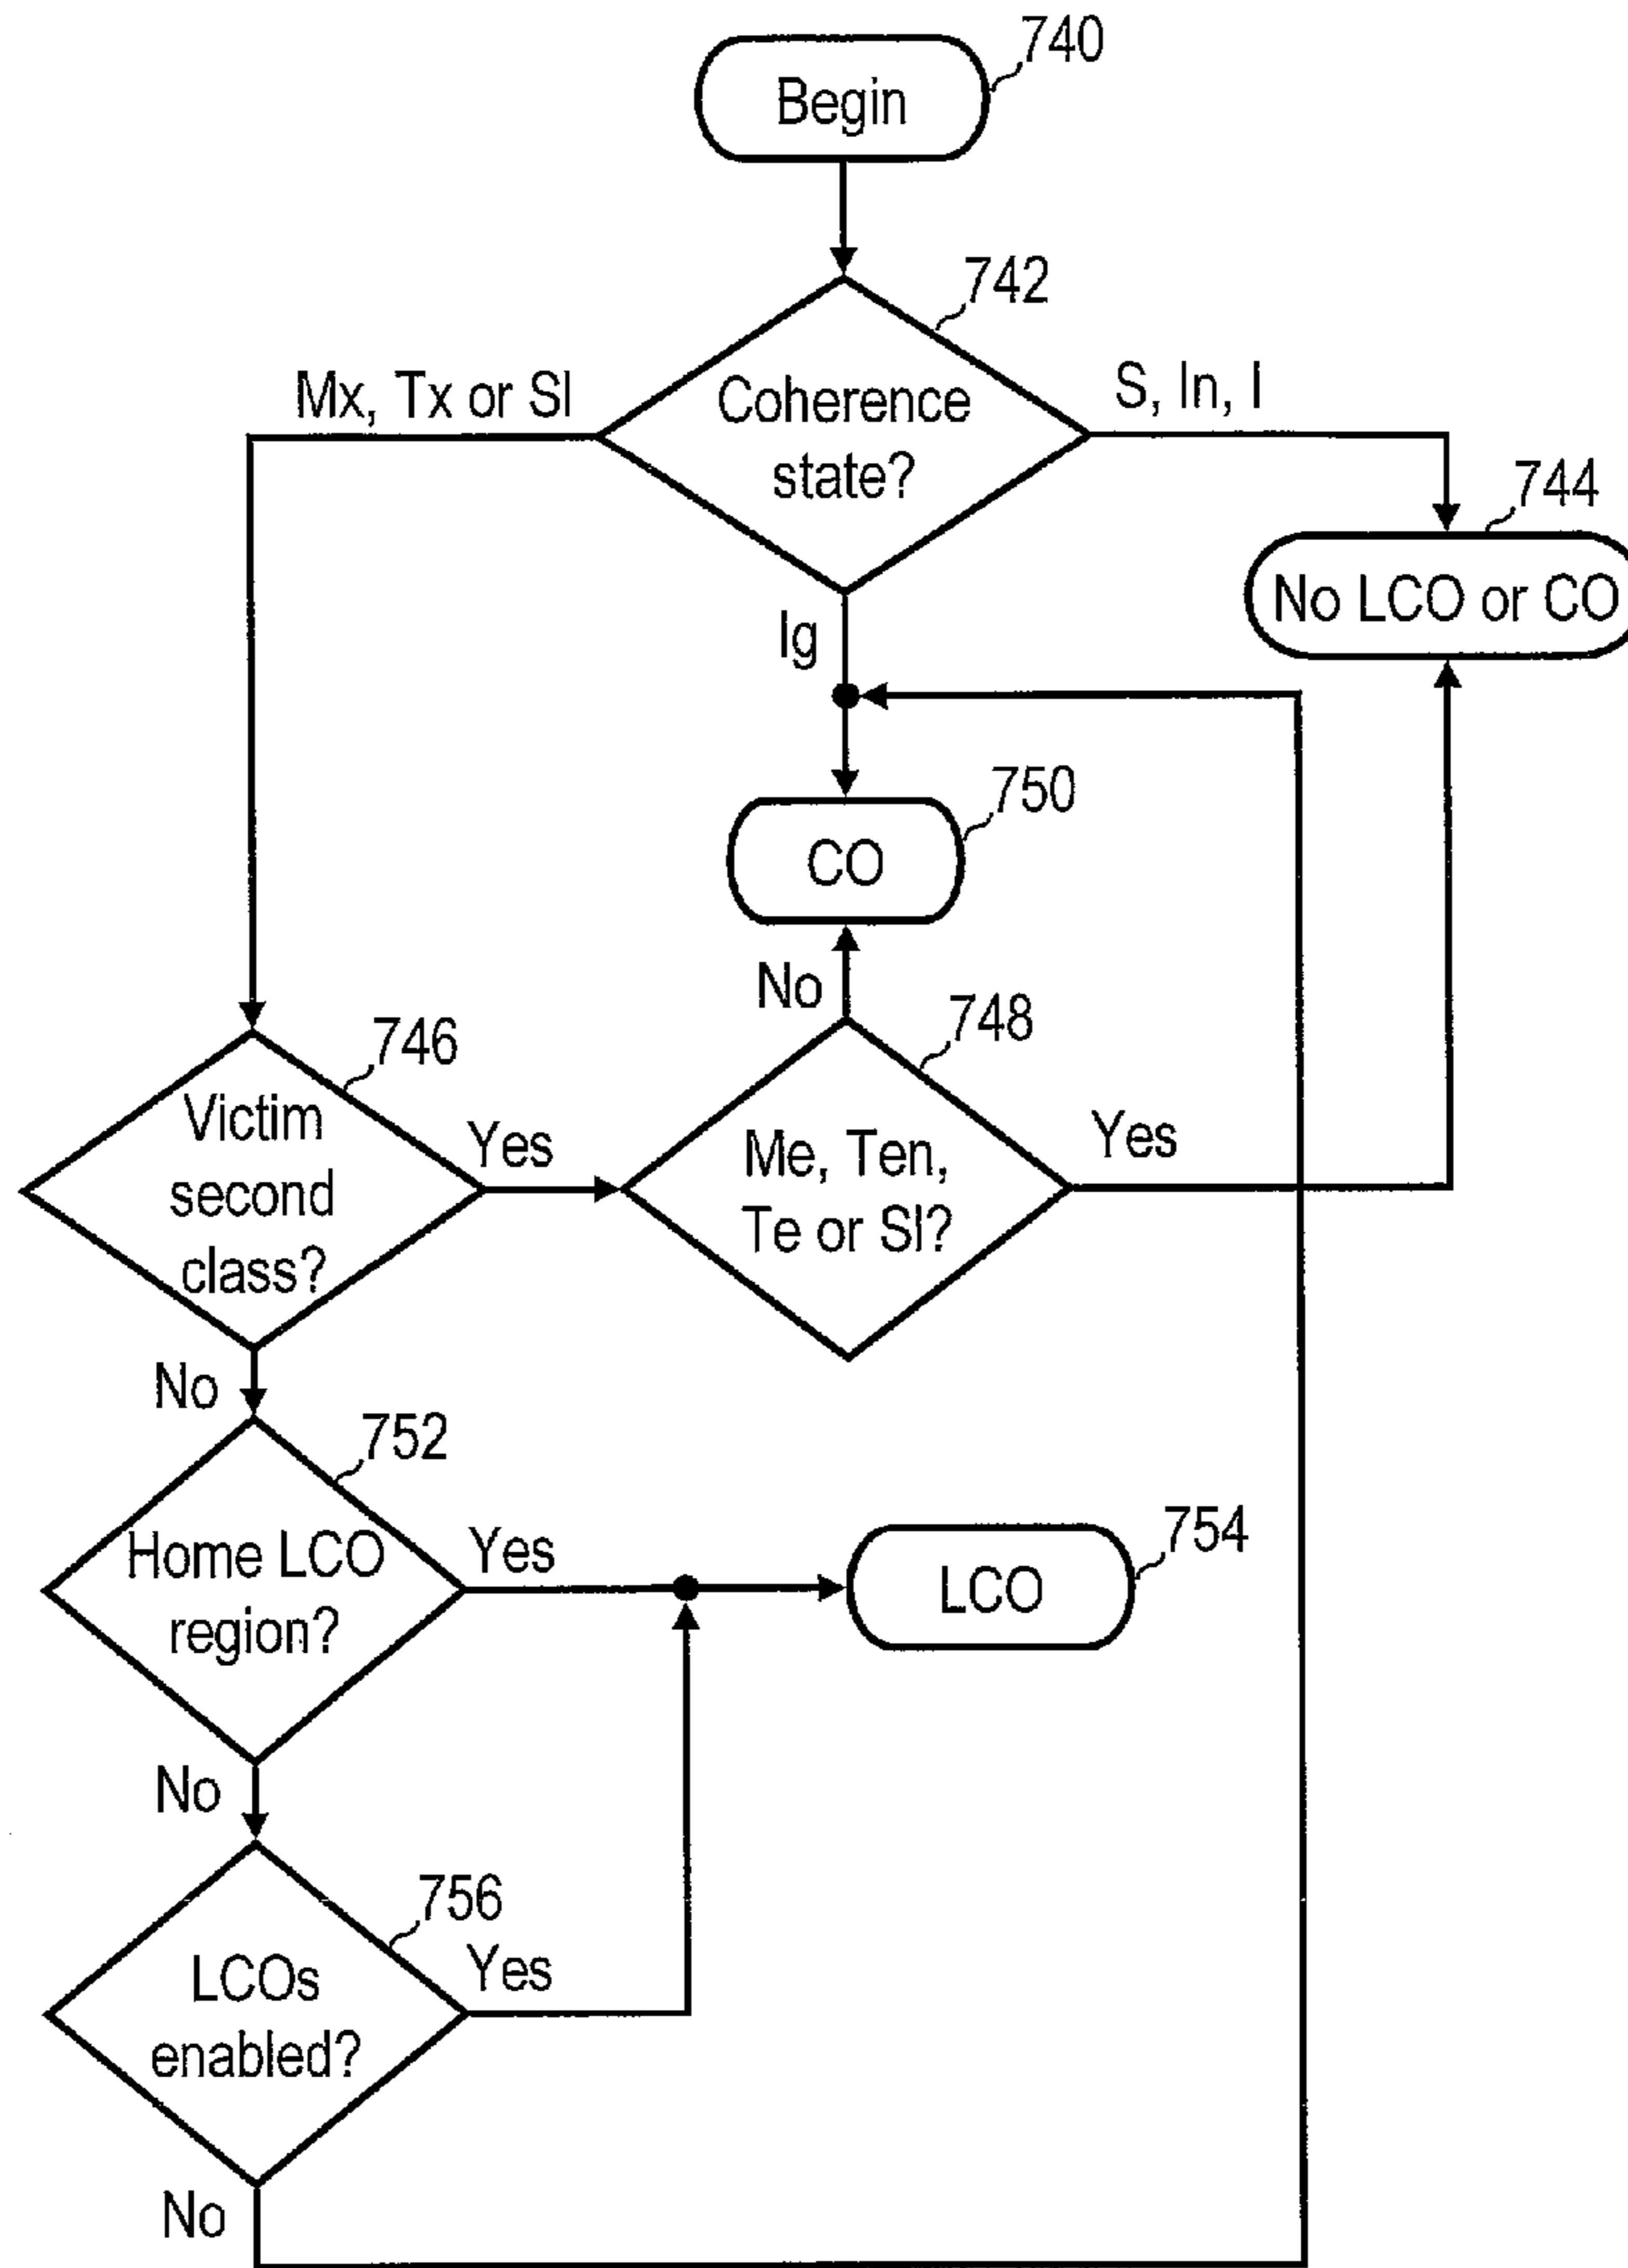 740
Begin
742
Mx, Tx or Sl
Coherence
state?
S, In, I
744
No LCO or CO
Ig
750
CO
No
748
746
Victim
second
class?
Yes
Me, Ten,
Te or Sl?
Yes
No
752
Home LCO
region?
Yes
754
LCO
No
756
LCOs
enabled?
Yes
No